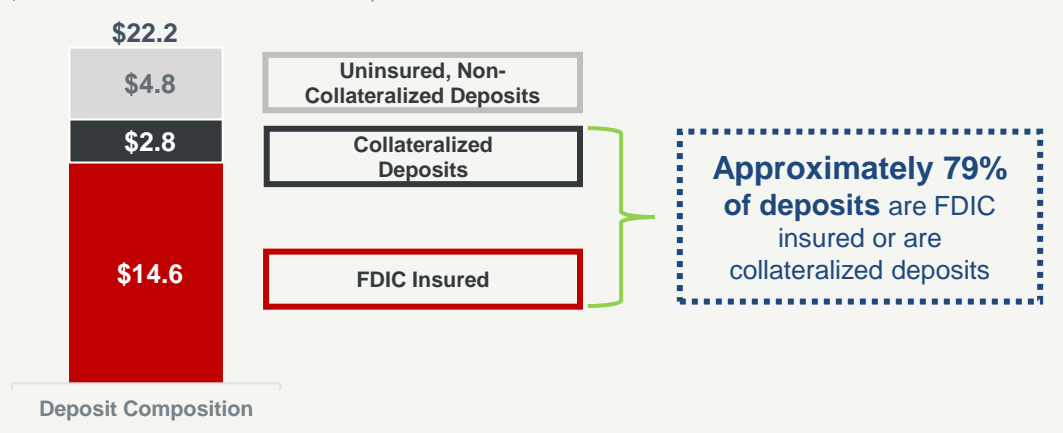 $22.2
$4.8
Uninsured, Non-
Collateralized Deposits
$2.8
Collateralized
Deposits
Approximately 79%
of deposits are FDIC
insured or are
collateralized deposits
$14.6
FDIC Insured
Deposit Composition